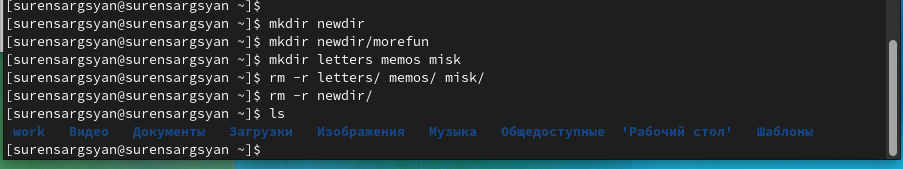 [surensargsyan@surensargsyan ~]$
[surensargsyan@surensargsyan ~]$ mkdir newdir
[surensargsyan@surensargsyan ~]$ mkdir newdir/morefun
[surensargsyan@surensargsyan ~]$ mkdir letters memos misk
[surensargsyan@surensargsyan ~]$ rm -r letters/ memos/ misk/
[surensargsyan@surensargsyan ~]$ rm -r newdir/
[surensargsyan@surensargsyan ~]$ ls
work Видео Документы Загрузки Изображения Музыка Общедоступные 'Рабочий стол' Шаблоны
[surensargsyan@surensargsyan ~]$